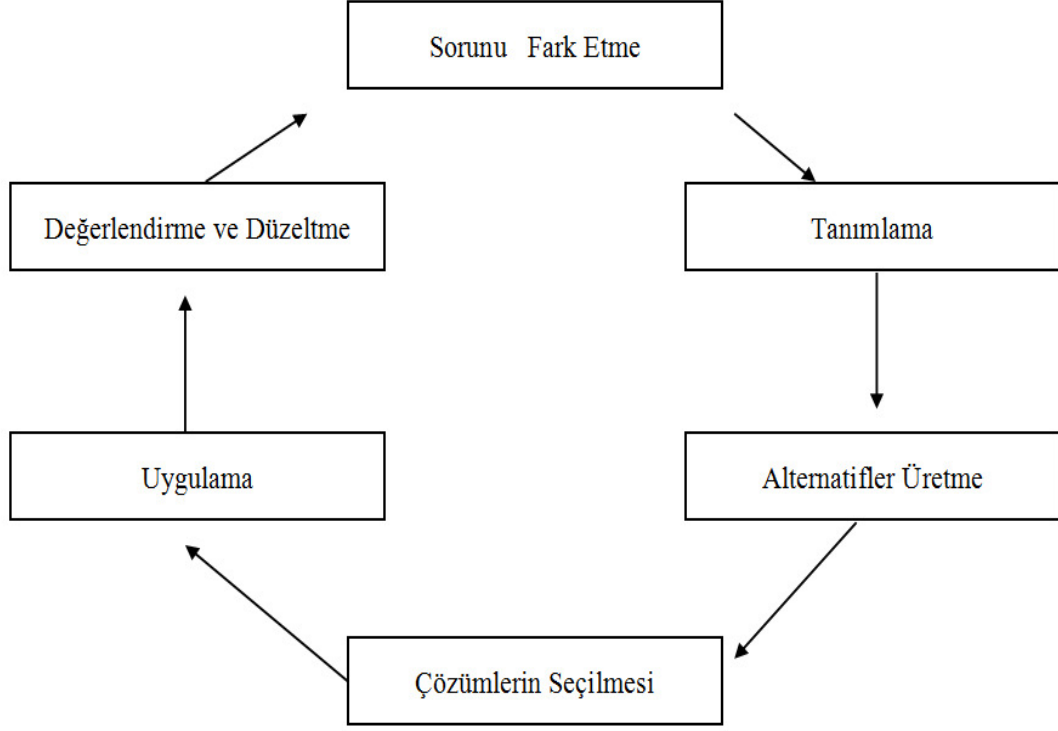 Sorunu Fark Etme
Değerlendirme ve Düzeltme
Tanımlama
Uygulama
Alternatifler Üretme
Çözümlerin Seçilmesi